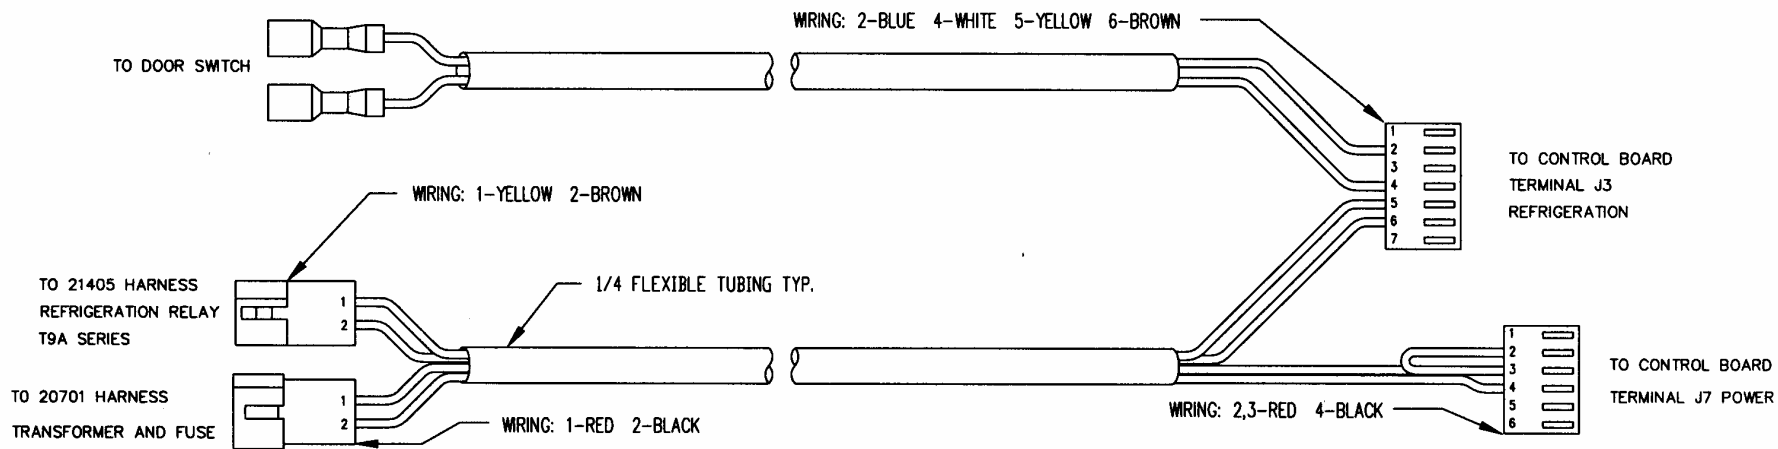 WIRING: 2-BLUE 4-WHITE 5-YELLOW 6-BROWN
TO DOOR SWITCH
1
2
3
4
5
6
7
TO CONTROL BOARD
TERMINAL J3
REFRIGERATION
WIRING: 1-YELLOW 2-BROWN
TO 21405 HARNESS
REFRIGERATION RELAY
T9A SERIES
1
2
1/4 FLEXIBLE TUBING TYP.
TO 20701 HARNESS
TRANSFORMER AND FUSE
1
2
WIRING: 1-RED 2-BLACK
WIRING: 2,3-RED 4-BLACK
1
2
3
4
5
6
TO CONTROL BOARD
TERMINAL J7 POWER